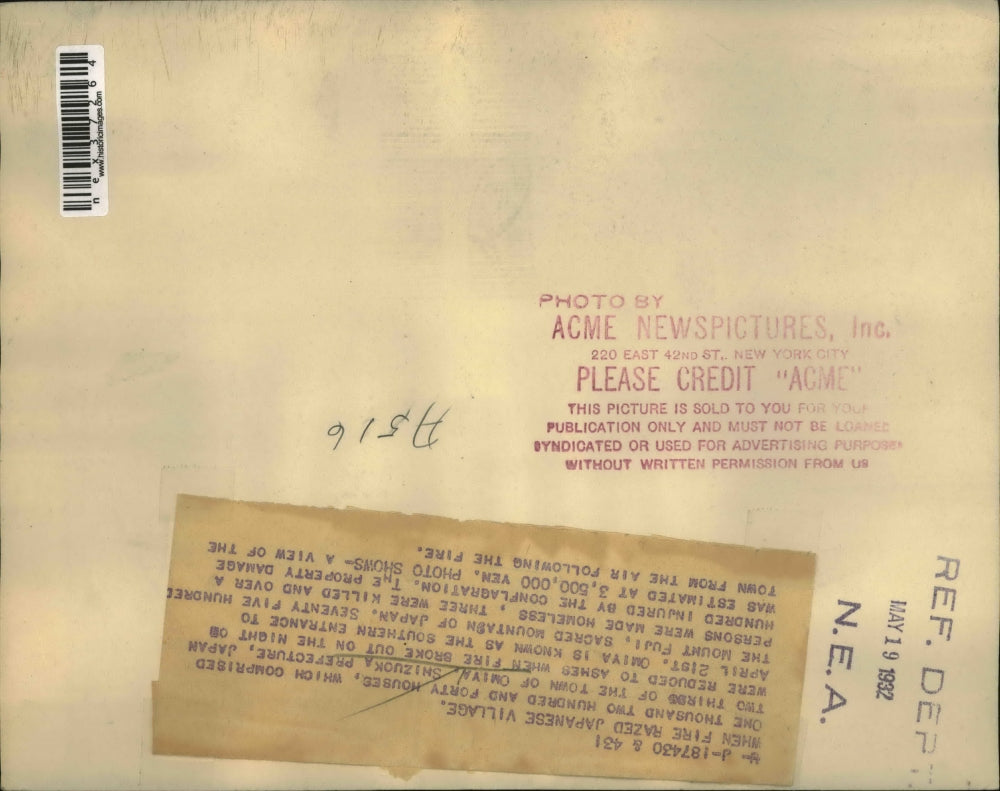 n e x 3 7 2 6 4
www.historicimages.com
PHOTO BY
ACME NEWSPICTURES, Inc.
220 EAST 42ND ST., NEW YORK CITY
PLEASE CREDIT "ACME"
THIS PICTURE IS SOLD TO YOU FOR YOUR
PUBLICATION ONLY AND MUST NOT BE LOANED
SYNDICATED OR USED FOR ADVERTISING PURPOSES
WITHOUT WRITTEN PERMISSION FROM US
A516
J-187430 & 431
WHEN FIRE RAZED JAPANESE VILLAGE.
ONE THOUSAND TWO HUNDRED AND FORTY HOUSES, WHICH COMPRISED
TWO THIRDS OF THE TOWN OF OMIYA, SHIZUOKA PREFECTURE, JAPAN
WERE REDUCED TO ASHES WHEN FIRE BROKE OUT ON THE NIGHT OF
APRIL 21ST. OMIYA IS KNOWN AS THE SOUTHERN ENTRANCE TO
THE MOUNT FUJI, SACRED MOUNTAIN OF JAPAN. SEVENTY FIVE HUNDRED
PERSONS WERE MADE HOMELESS, THREE WERE KILLED AND OVER A
HUNDRED INJURED BY THE CONFLAGRATION. THE PROPERTY DAMAGE
WAS ESTIMATED AT 3,500,000 YEN. PHOTO SHOWS- A VIEW OF THE
TOWN FROM THE AIR FOLLOWING THE FIRE.
REF. DEPT.
MAY 19 1932
N.E.A.